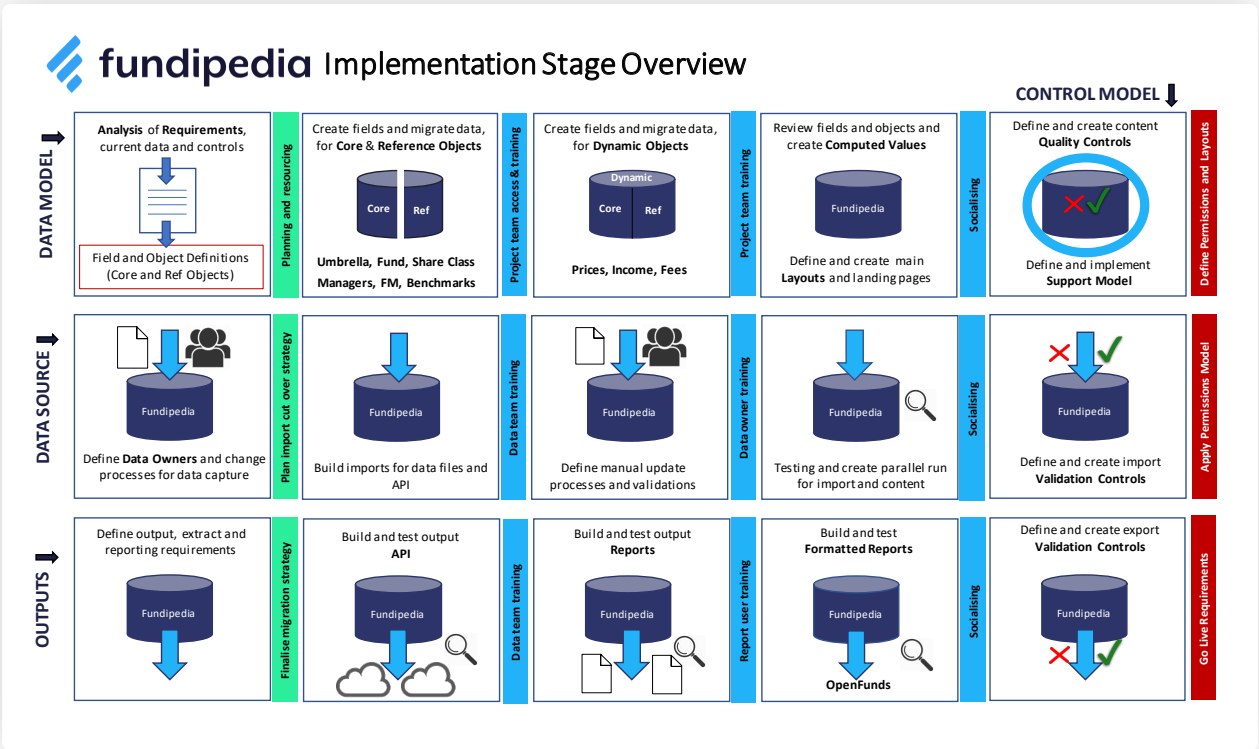 fundipedia Implementation Stage Overview
CONTROL MODEL
DATA MODEL
Analysis of Requirements,
current data and controls
Field and Object Definitions
(Core and Ref Objects)
Planning and resourcing
Create fields and migrate data,
for Core & Reference Objects
Core
Ref
Umbrella, Fund, Share Class
Managers, FM, Benchmarks
Project team access & training
Create fields and migrate data,
for Dynamic Objects
Dynamic
Core
Ref
Prices, Income, Fees
Project team training
Review fields and objects and
create Computed Values
Fundipedia
Define and create main
Layouts and landing pages
Socialising
Define and create content
Quality Controls
Define and implement
Support Model
Define Permissions and Layouts
DATA SOURCE
Fundipedia
Define Data Owners and change
processes for data capture
Plan import cut over strategy
Fundipedia
Build imports for data files and
API
Data team training
Fundipedia
Define manual update
processes and validations
Data owner training
Fundipedia
Testing and create parallel run
for import and content
Socialising
Fundipedia
Define and create import
Validation Controls
Apply Permissions Model
OUTPUTS
Define output, extract and
reporting requirements
Fundipedia
Finalise migration strategy
Build and test output
API
Fundipedia
Data team training
Build and test output
Reports
Fundipedia
Report user training
Build and test
Formatted Reports
Fundipedia
OpenFunds
Socialising
Define and create export
Validation Controls
Fundipedia
Go Live Requirements